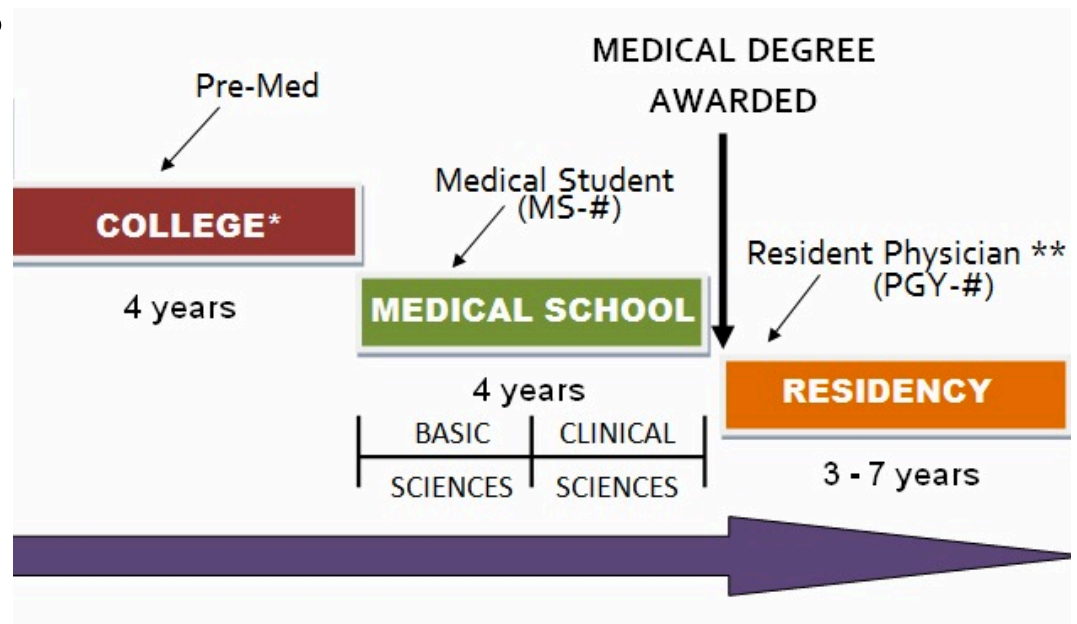 MEDICAL DEGREE
AWARDED
Pre-Med
COLLEGE*
4 years
Medical Student
(MS-#)
MEDICAL SCHOOL
4 years
BASIC
SCIENCES
CLINICAL
SCIENCES
Resident Physician **
(PGY-#)
RESIDENCY
3 - 7 years